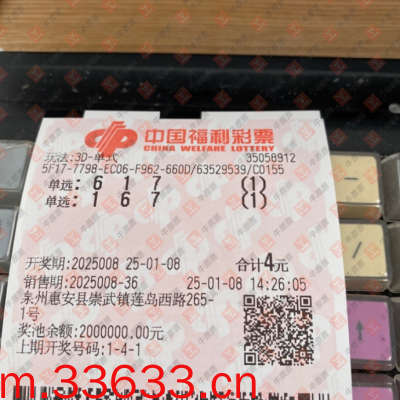 中国福利彩票
CHINA WELFARE LOTTERY
玩法:3D-单式 35058912
5F17-7798-EC06-F962-660D/63529539/C0155
单选: 6 1 7 (1)
单选: 1 6 7 (1)
开奖期:2025008 25-01-08 合计4元
销售期:2025008-36 25-01-08 14:26:05
泉州惠安县崇武镇莲岛西路265-
1号
奖池余额:2000000.00元
上期开奖号码:1-4-1
m.33633.cn